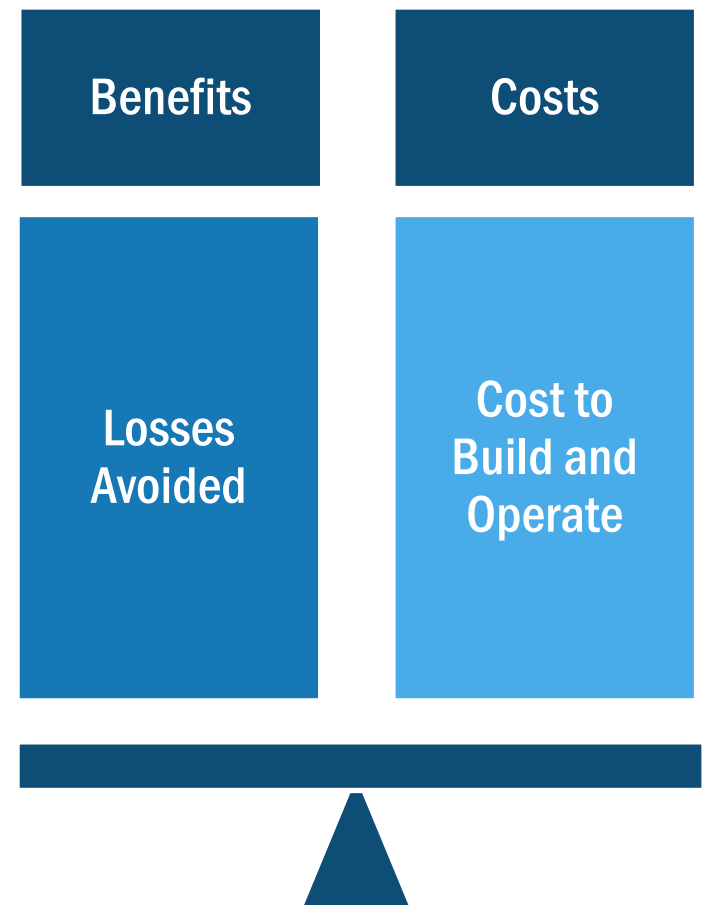 Benefits
Costs
Losses
Avoided
Cost to
Build and
Operate